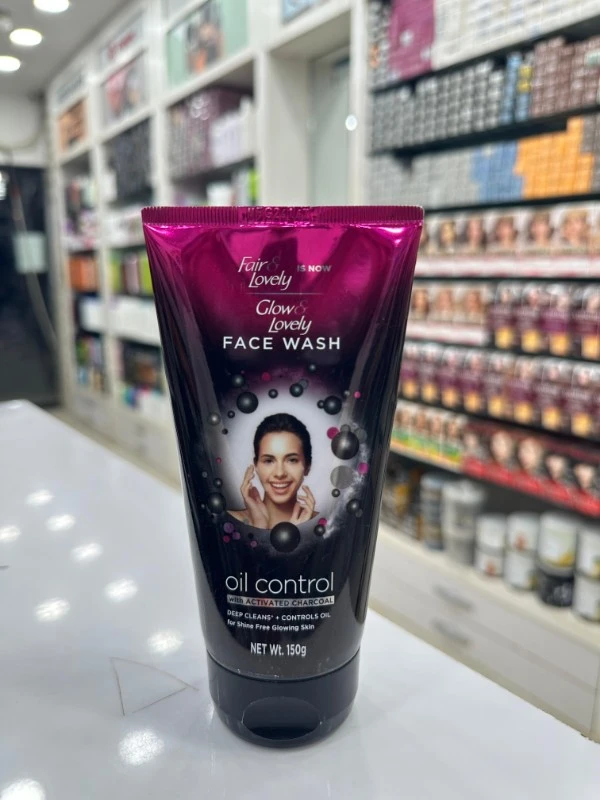 Fair & Lovely IS NOW
Glow & Lovely
FACE WASH
oil control
with ACTIVATED CHARCOAL
DEEP CLEANS* + CONTROLS OIL
for Shine Free Glowing Skin
NET Wt. 150g